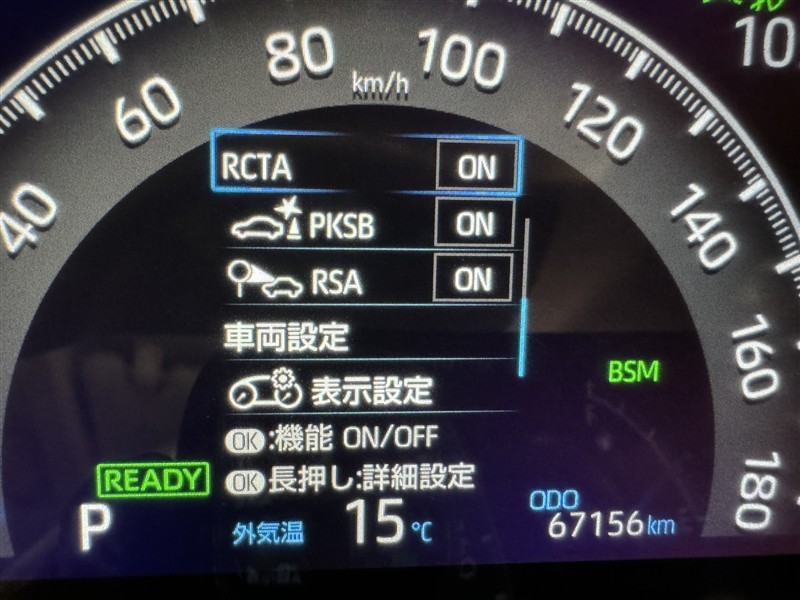 80
100
km/h
60
120
40
140
160
180
10
RCTA ON
PKSB ON
RSA ON
車両設定
表示設定
OK:機能 ON/OFF
OK長押し:詳細設定
BSM
READY
P
外気温 15℃
ODO
67156km